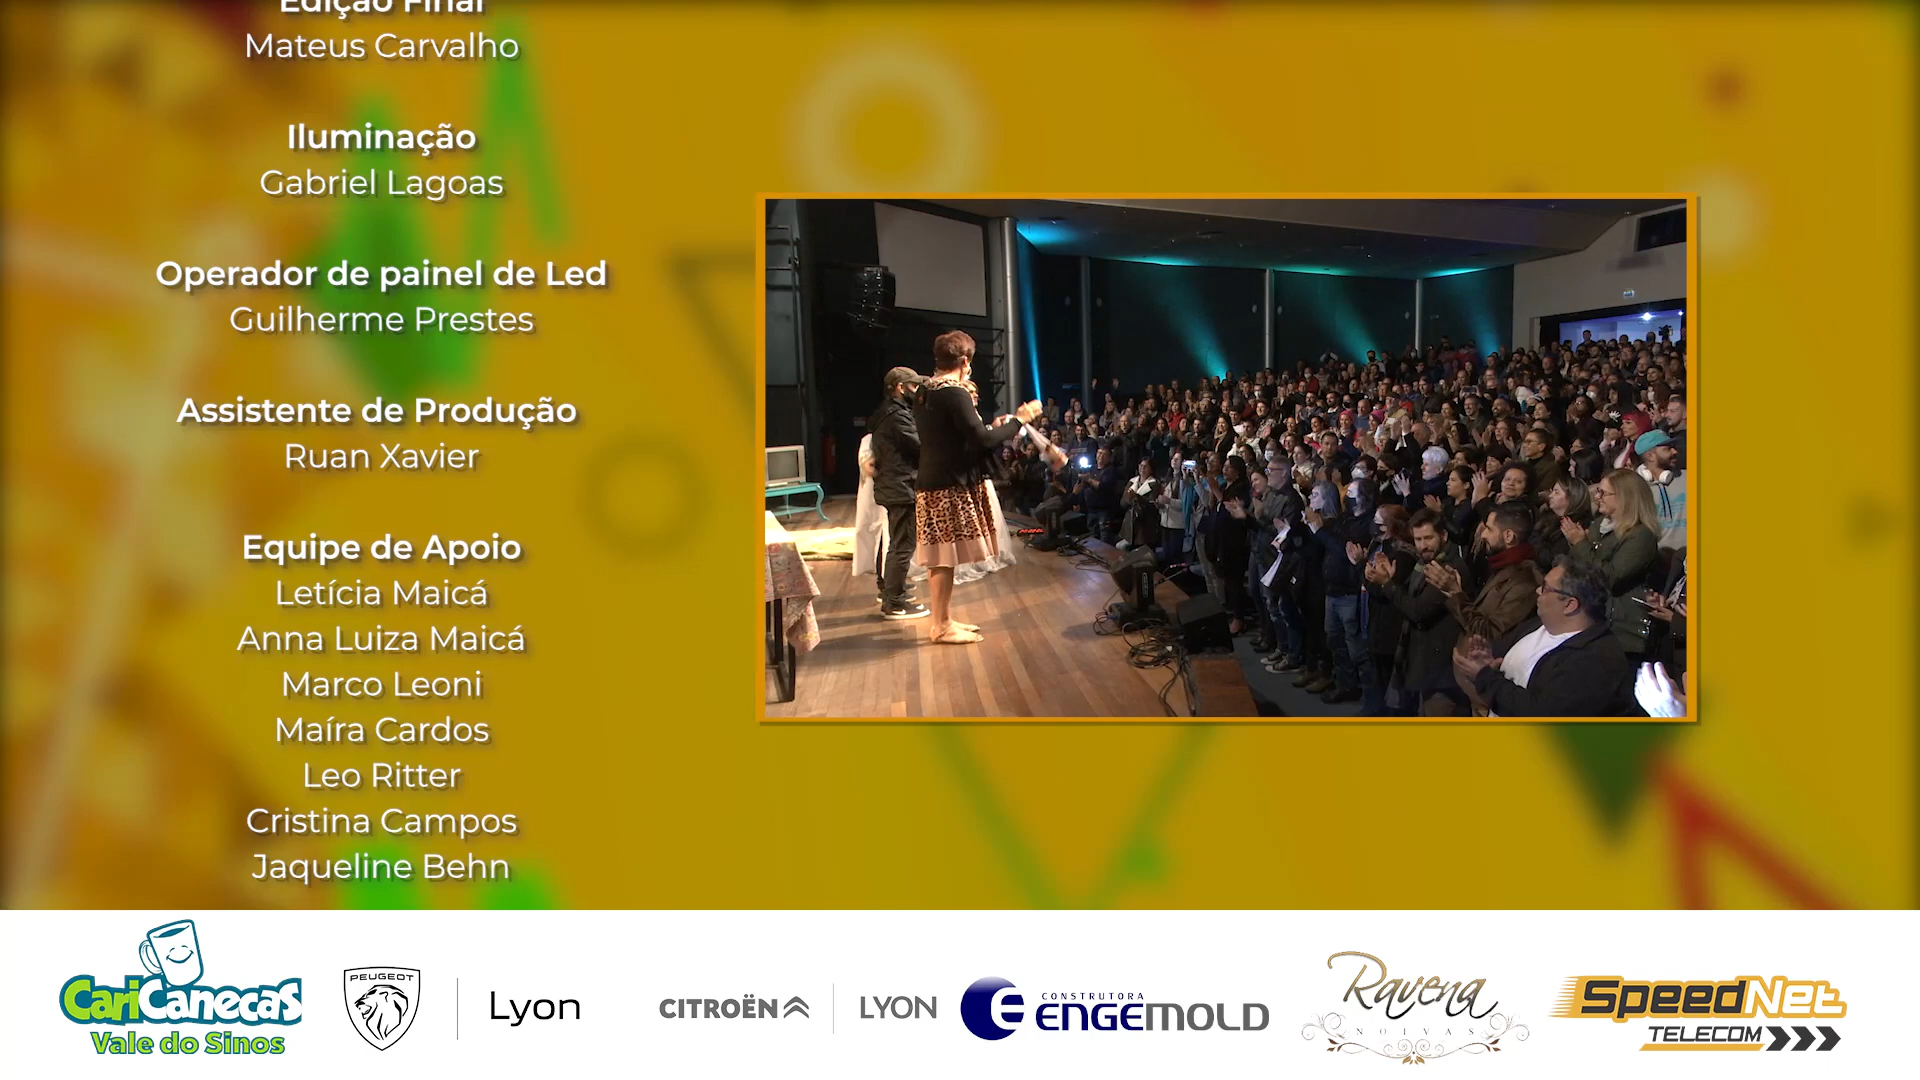 Edição Final
Mateus Carvalho
Iluminação
Gabriel Lagoas
Operador de painel de Led
Guilherme Prestes
Assistente de Produção
Ruan Xavier
Equipe de Apoio
Letícia Maicá
Anna Luiza Maicá
Marco Leoni
Maíra Cardos
Leo Ritter
Cristina Campos
Jaqueline Behn
CariCanecas
Vale do Sinos
PEUGEOT
Lyon
CITROËN
LYON
CONSTRUTORA
ENGEMOLD
Ravena
NOIVAS
SpeedNet
TELECOM